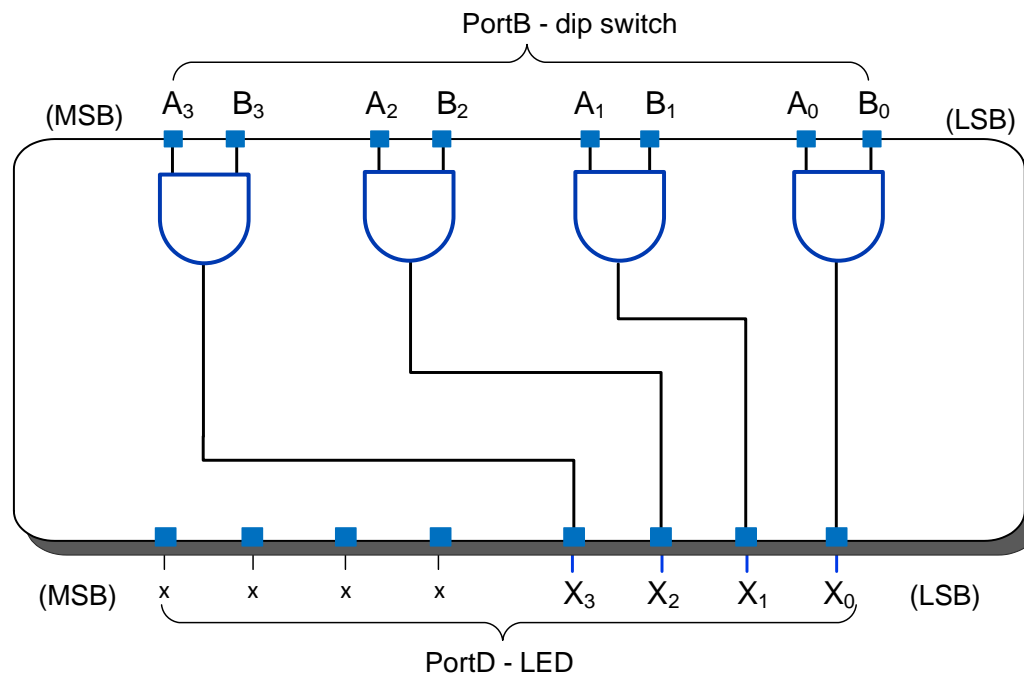 PortB - dip switch
(MSB) A₃ B₃ A₂ B₂ A₁ B₁ A₀ B₀ (LSB)
(MSB) x x x x X₃ X₂ X₁ X₀ (LSB)
PortD - LED